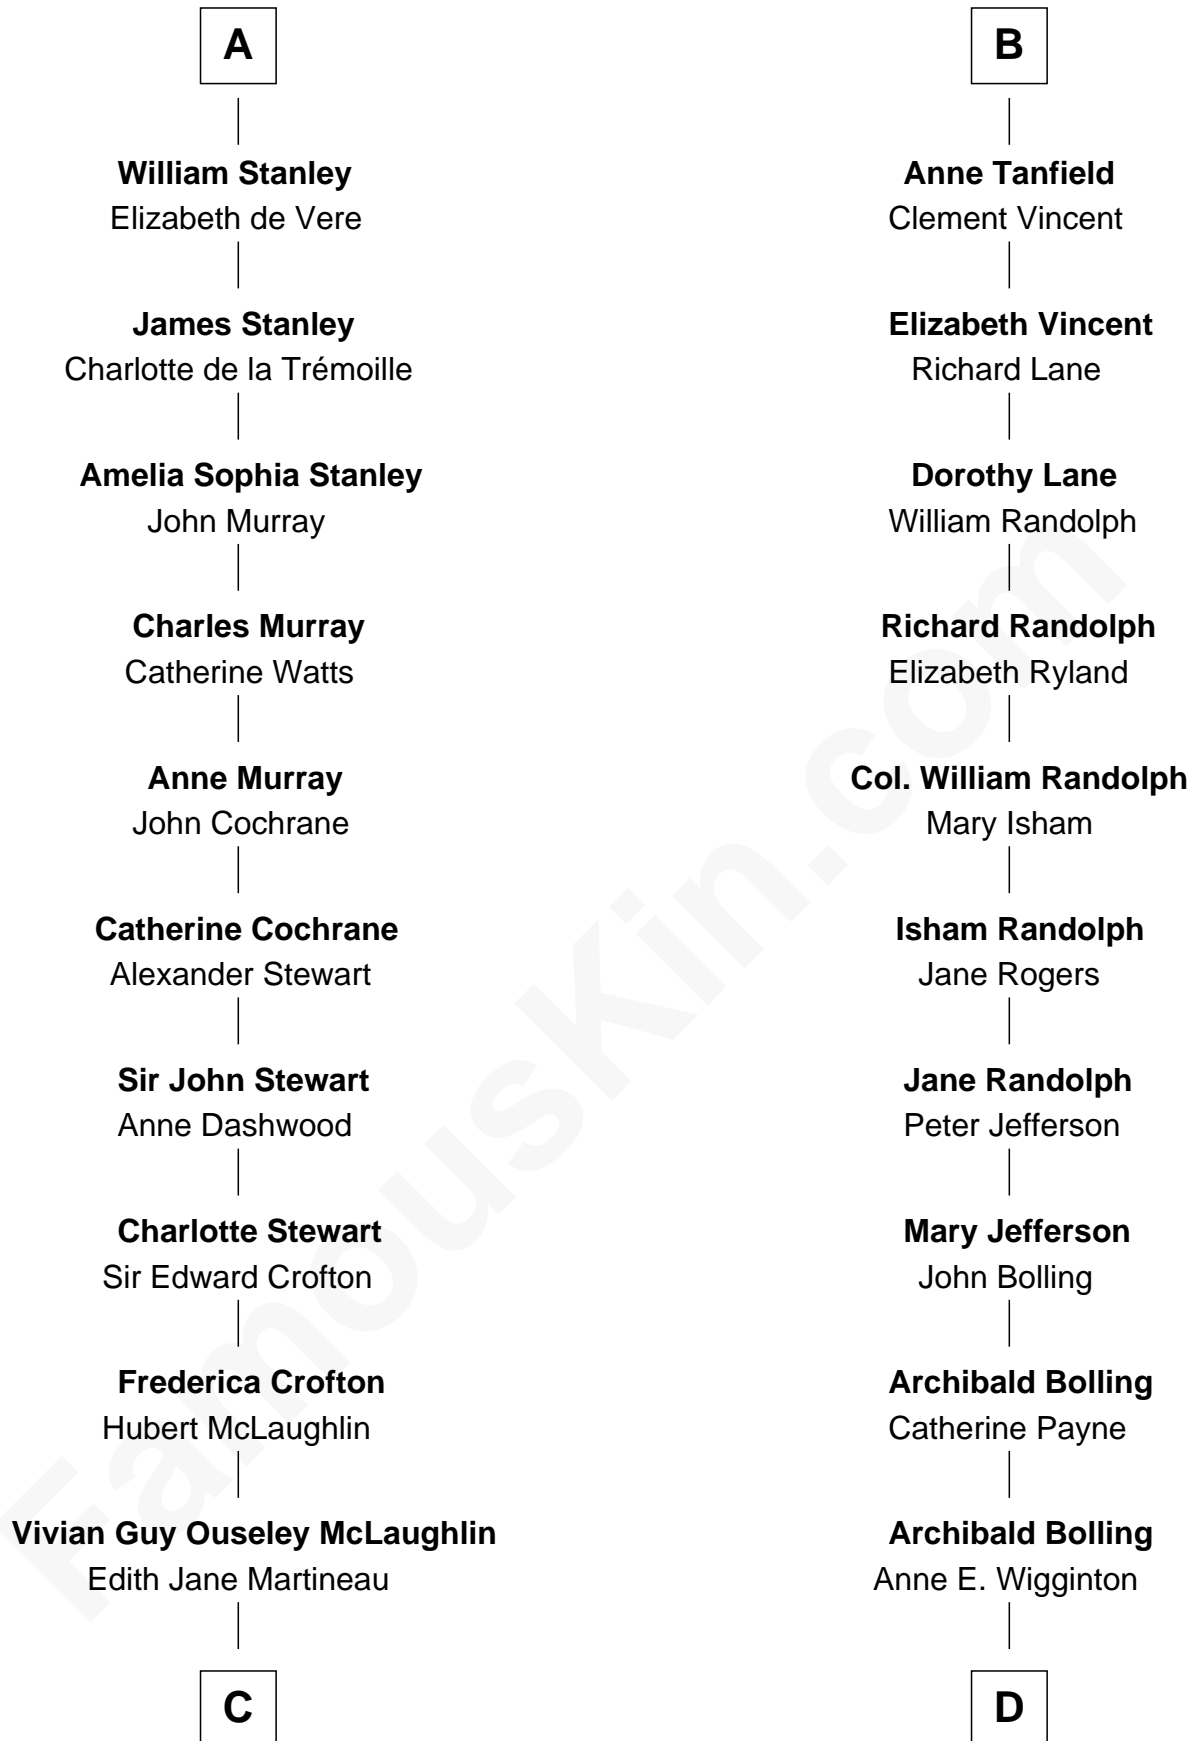 A
William Stanley
Elizabeth de Vere
James Stanley
Charlotte de la Trémoille
Amelia Sophia Stanley
John Murray
Charles Murray
Catherine Watts
Anne Murray
John Cochrane
Catherine Cochrane
Alexander Stewart
Sir John Stewart
Anne Dashwood
Charlotte Stewart
Sir Edward Crofton
Frederica Crofton
Hubert McLaughlin
Vivian Guy Ouseley McLaughlin
Edith Jane Martineau
C
B
Anne Tanfield
Clement Vincent
Elizabeth Vincent
Richard Lane
Dorothy Lane
William Randolph
Richard Randolph
Elizabeth Ryland
Col. William Randolph
Mary Isham
Isham Randolph
Jane Rogers
Jane Randolph
Peter Jefferson
Mary Jefferson
John Bolling
Archibald Bolling
Catherine Payne
Archibald Bolling
Anne E. Wigginton
D
FamousKin.com